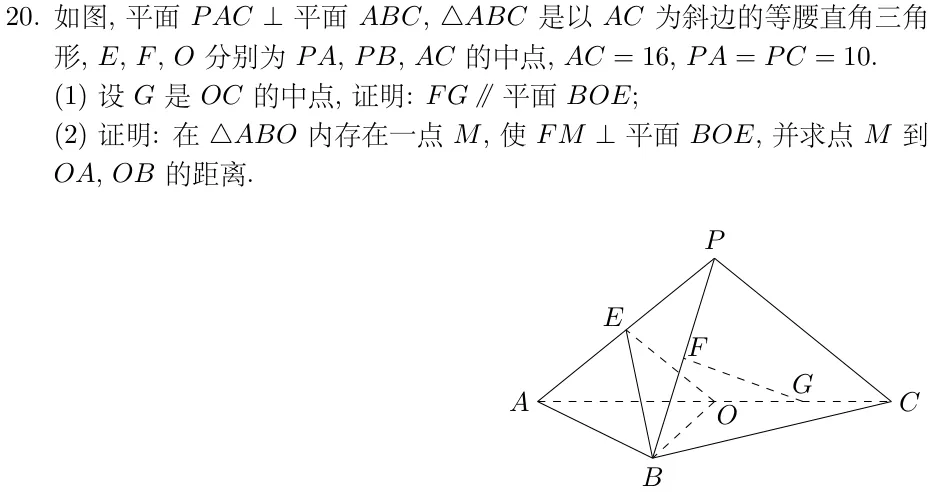 20. 如图, 平面 PAC ⊥ 平面 ABC, △ABC 是以 AC 为斜边的等腰直角三角
形, E, F, O 分别为 PA, PB, AC 的中点, AC = 16, PA = PC = 10.
(1) 设 G 是 OC 的中点, 证明: FG ∥ 平面 BOE;
(2) 证明: 在 △ABO 内存在一点 M, 使 FM ⊥ 平面 BOE, 并求点 M 到
OA, OB 的距离.
P
E
F
A
G
O
C
B